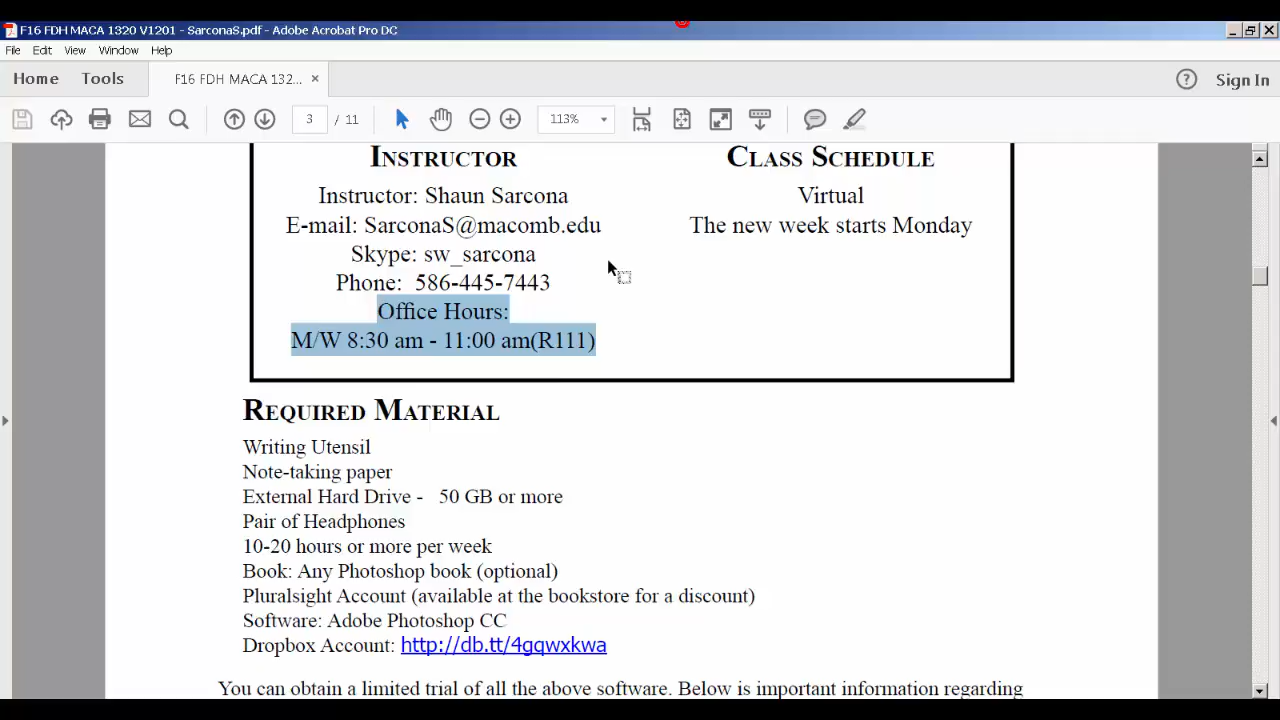 F16 FDH MACA 1320 V1201 - SarconaS.pdf - Adobe Acrobat Pro DC
File Edit View Window Help
Home Tools F16 FDH MACA 132... × Sign In
3 / 11 113%
INSTRUCTOR
Instructor: Shaun Sarcona
E-mail: SarconaS@macomb.edu
Skype: sw_sarcona
Phone: 586-445-7443
Office Hours:
M/W 8:30 am - 11:00 am(R111)
CLASS SCHEDULE
Virtual
The new week starts Monday
REQUIRED MATERIAL
Writing Utensil
Note-taking paper
External Hard Drive - 50 GB or more
Pair of Headphones
10-20 hours or more per week
Book: Any Photoshop book (optional)
Pluralsight Account (available at the bookstore for a discount)
Software: Adobe Photoshop CC
Dropbox Account: http://db.tt/4gqwxkwa
You can obtain a limited trial of all the above software. Below is important information regarding